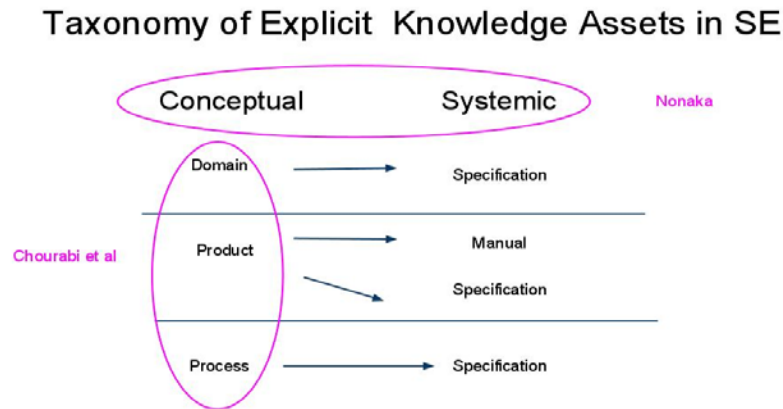 Taxonomy of Explicit Knowledge Assets in SE
Conceptual Systemic Nonaka
Domain Specification
Chourabi et al Product Manual
Specification
Process Specification